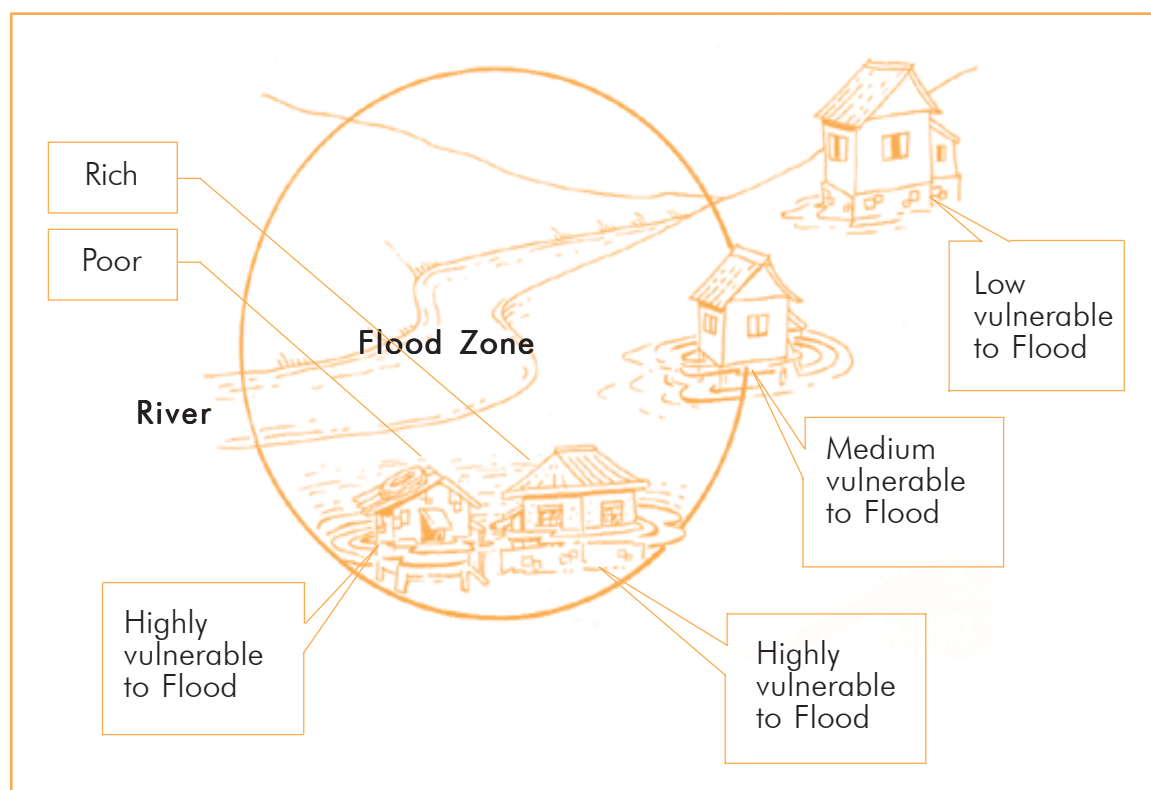 Rich
Poor
Flood Zone
River
Low
vulnerable
to Flood
Medium
vulnerable
to Flood
Highly
vulnerable
to Flood
Highly
vulnerable
to Flood